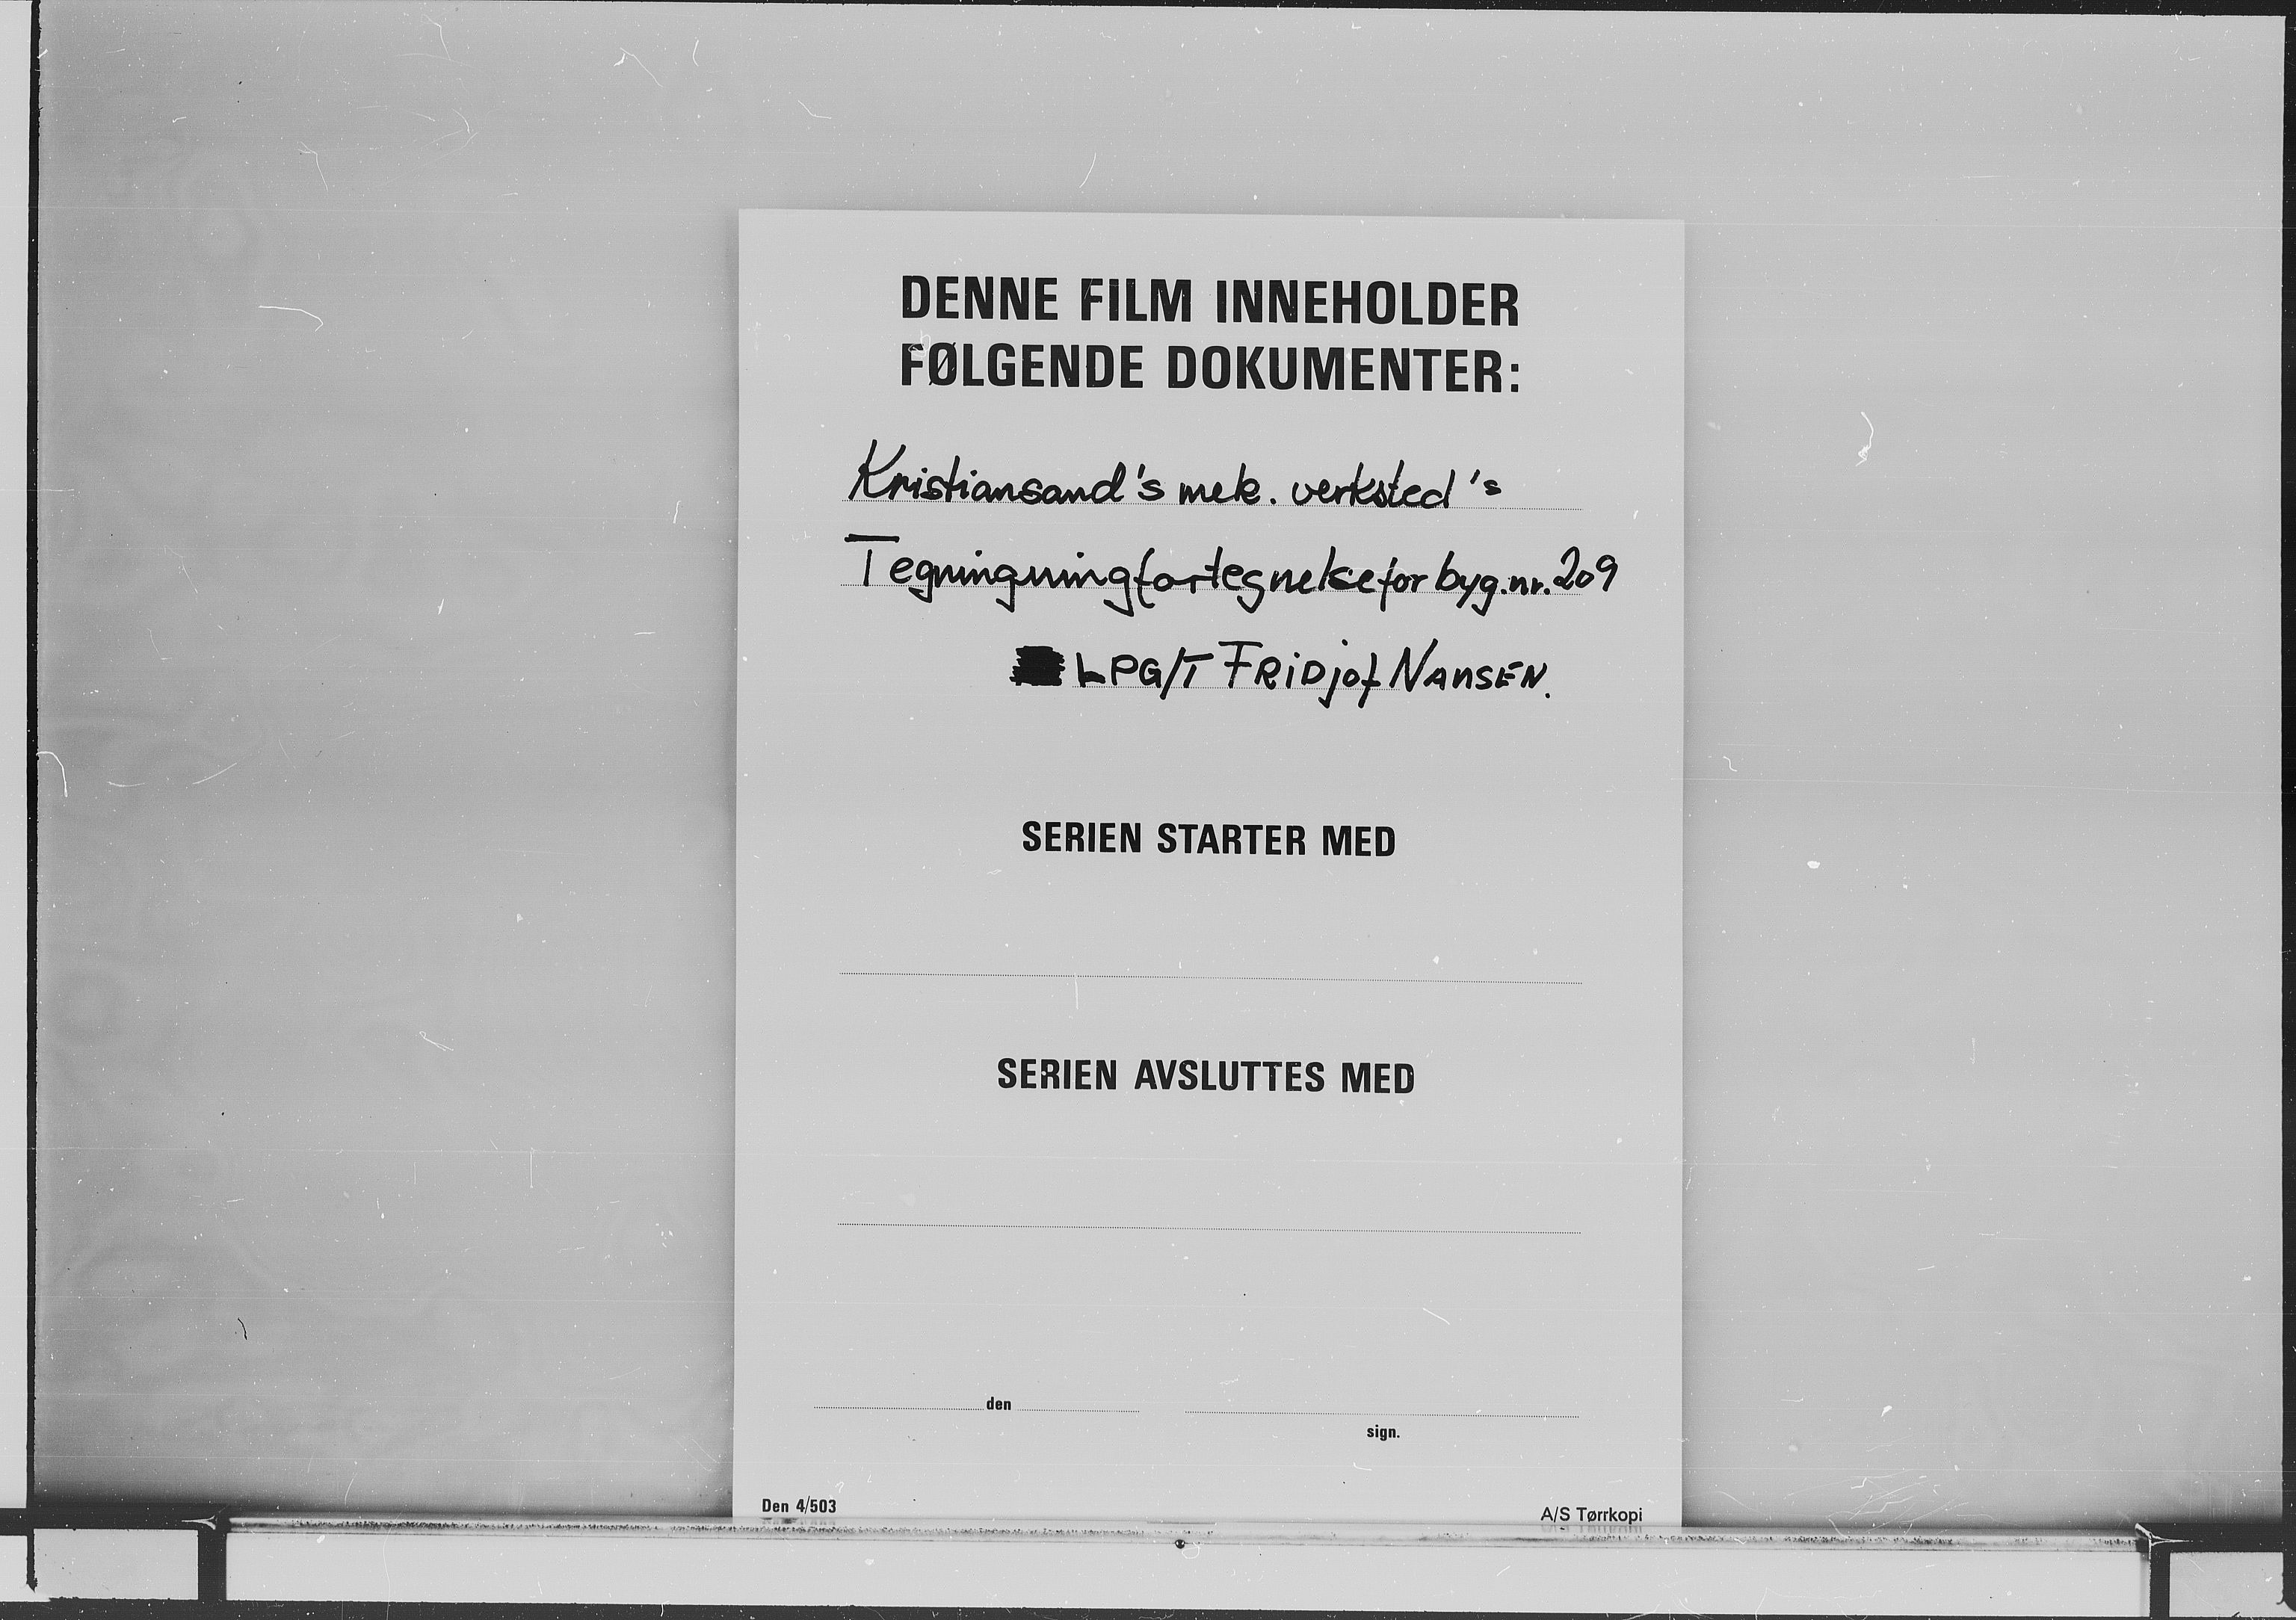 DENNE FILM INNEHOLDER
FØLGENDE DOKUMENTER:
Kristiansand's mek. verksted's
Tegningningfortegnelse for byg.nr. 209
LPG/T FRiDjof NANSEN.
SERIEN STARTER MED
SERIEN AVSLUTTES MED
den
sign.
Den 4/503
A/S Tørrkopi